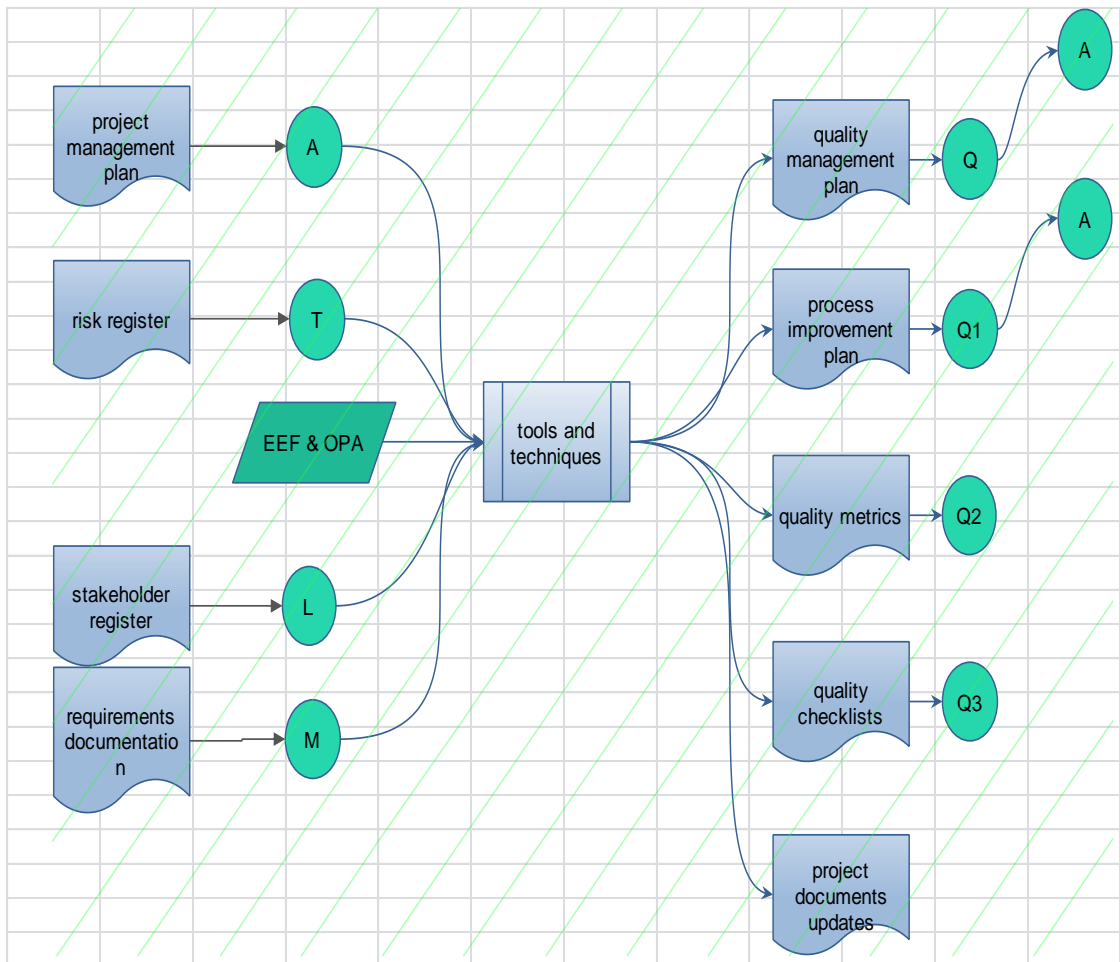 project
management
plan
A
risk register
T
EEF & OPA
stakeholder
register
L
requirements
documentatio
n
M
tools and
techniques
quality
management
plan
Q
A
process
improvement
plan
Q1
A
quality metrics
Q2
quality
checklists
Q3
project
documents
updates